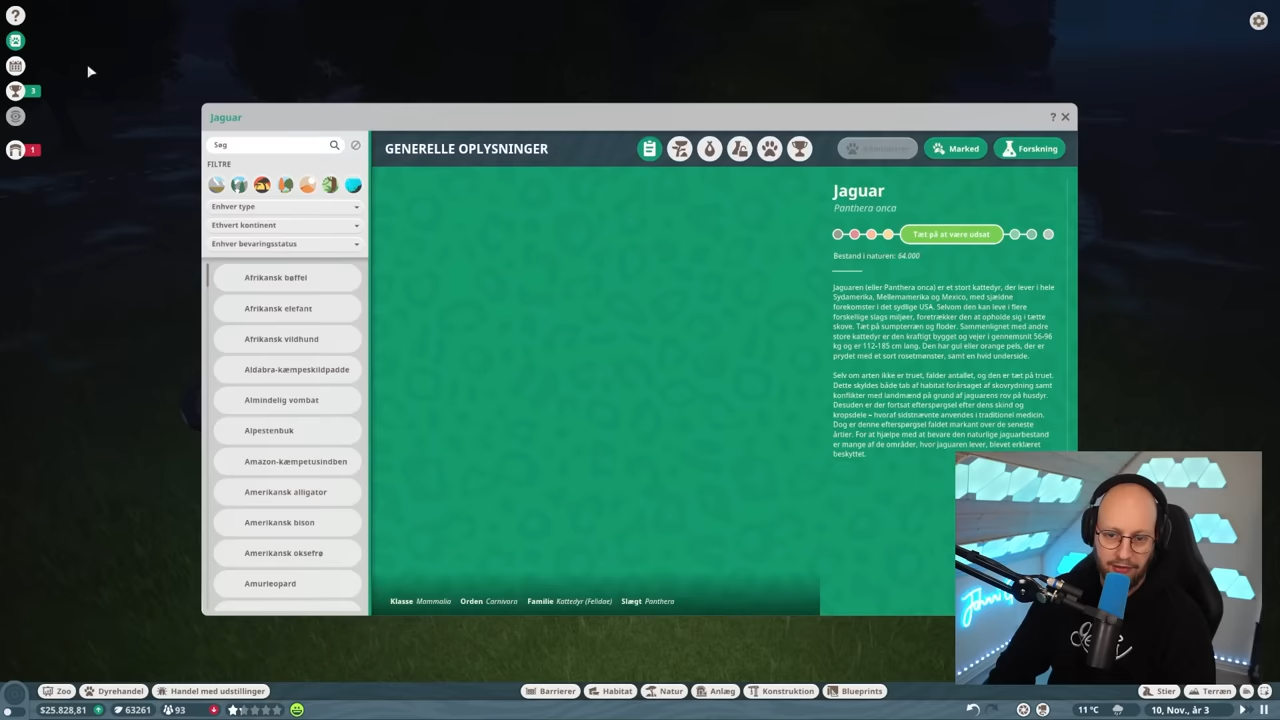 ?
3
1
Jaguar
? ×
Søg
FILTRE
Enhver type
Ethvert kontinent
Enhver bevaringsstatus
Afrikansk bøffel
Afrikansk elefant
Afrikansk vildhund
Aldabra-kæmpeskildpadde
Almindelig vombat
Alpestenbuk
Amazon-kæmpetusindben
Amerikansk alligator
Amerikansk bison
Amerikansk oksefrø
Amurleopard
GENERELLE OPLYSNINGER
Marked
Forskning
Jaguar
Panthera onca
Tæt på at være udsat
Bestand i naturen: 64.000
Jaguaren (eller Panthera onca) er et stort kattedyr, der lever i hele
Sydamerika, Mellemamerika og Mexico, med sjældne
forekomster i det sydlige USA. Selvom den kan leve i flere
forskellige slags miljøer, foretrækker den at opholde sig i tætte
skove. Tæt på sumpterræn og floder. Sammenlignet med andre
store kattedyr er den kraftigt bygget og vejer i gennemsnit 56-96
kg og er 112-185 cm lang. Den har gul eller orange pels, der er
prydet med et sort rosetmønster, samt en hvid underside.
Selv om arten ikke er truet, falder antallet, og den er tæt på truet.
Dette skyldes både tab af habitat forårsaget af skovrydning samt
konflikter med landmænd på grund af jaguarens rov på husdyr.
Desuden er der fortsat efterspørgsel efter dens skind og
kropsdele – hvoraf sidstnævnte anvendes i traditionel medicin.
Dog er denne efterspørgsel faldet markant over de seneste
årtier. For at hjælpe med at bevare den naturlige jaguarbestand
er mange af de områder, hvor jaguaren lever, blevet erklæret
beskyttet.
Klasse Mammalia Orden Carnivora Familie Kattedyr (Felidae) Slægt Panthera
Zoo Dyrehandel Handel med udstillinger
Barrierer Habitat Natur Anlæg Konstruktion Blueprints
Stier Terræn
$25.828,81 63261 93
11 °C 10, Nov., år 3